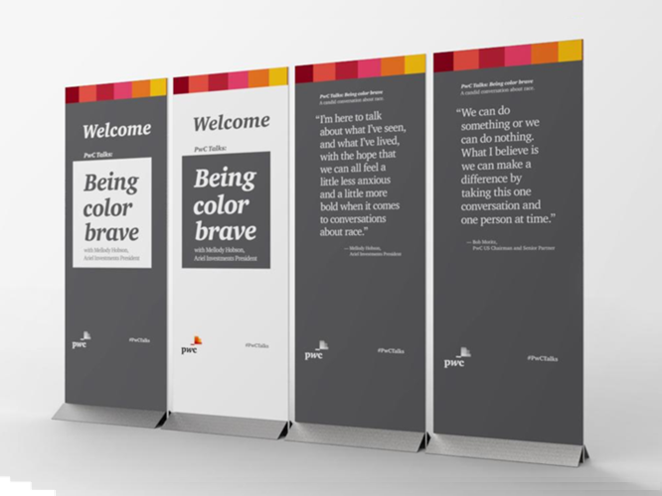 Welcome
PwC Talks:
Being
color
brave
with Mellody Hobson,
Ariel Investments President
pwc
#PwCTalks
Welcome
PwC Talks:
Being
color
brave
with Mellody Hobson,
Ariel Investments President
pwc
#PwCTalks
PwC Talks: Being color brave
A candid conversation about race.
“I'm here to talk
about what I've seen,
and what I've lived,
with the hope that
we can all feel a
little less anxious
and a little more
bold when it comes
to conversations
about race.”
— Mellody Hobson,
Ariel Investments President
pwc
#PwCTalks
PwC Talks: Being color brave
A candid conversation about race.
“We can do
something or we
can do nothing.
What I believe is
we can make a
difference by
taking this one
conversation and
one person at time.”
— Bob Moritz,
PwC US Chairman and Senior Partner
pwc
#PwCTalks